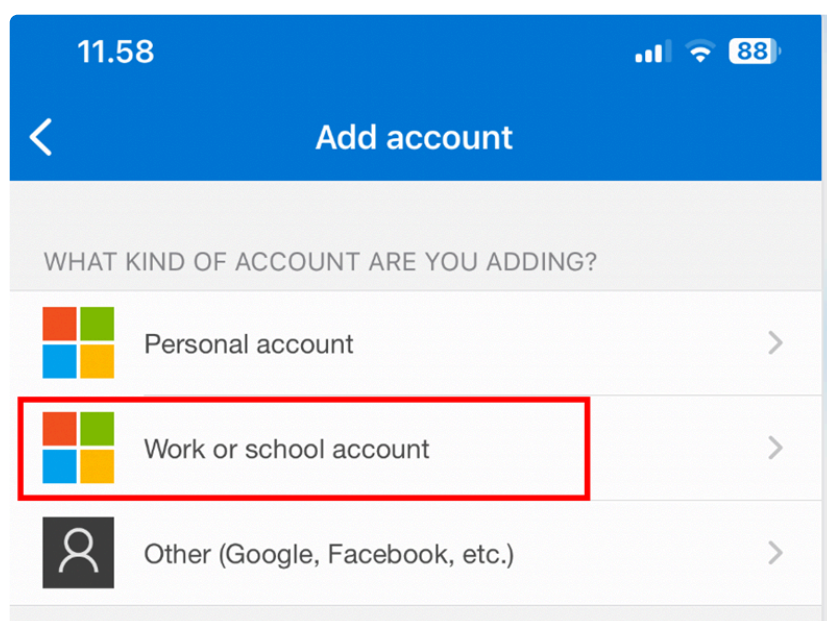 11.58
88
Add account
WHAT KIND OF ACCOUNT ARE YOU ADDING?
Personal account
Work or school account
Other (Google, Facebook, etc.)